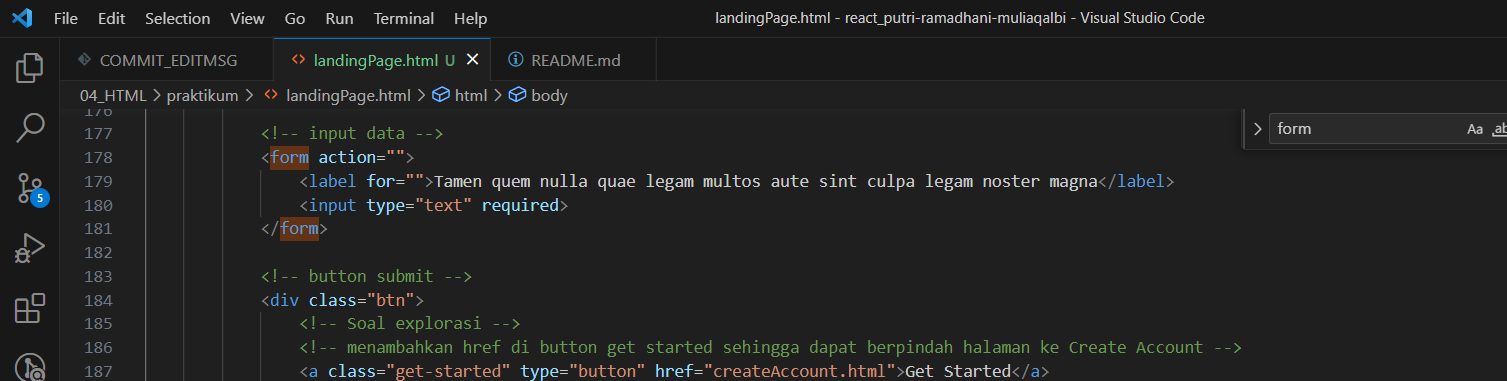 File Edit Selection View Go Run Terminal Help landingPage.html - react_putri-ramadhani-muliaqalbi - Visual Studio Code
COMMIT_EDITMSG landingPage.html U README.md
04_HTML > praktikum > landingPage.html > html > body
176
177 <!-- input data -->
form Aa ab
178 <form action="">
179 <label for="">Tamen quem nulla quae legam multos aute sint culpa legam noster magna</label>
180 <input type="text" required>
181 </form>
182
183 <!-- button submit -->
184 <div class="btn">
185 <!-- Soal explorasi -->
186 <!-- menambahkan href di button get started sehingga dapat berpindah halaman ke Create Account -->
187 <a class="get-started" type="button" href="createAccount.html">Get Started</a>
5